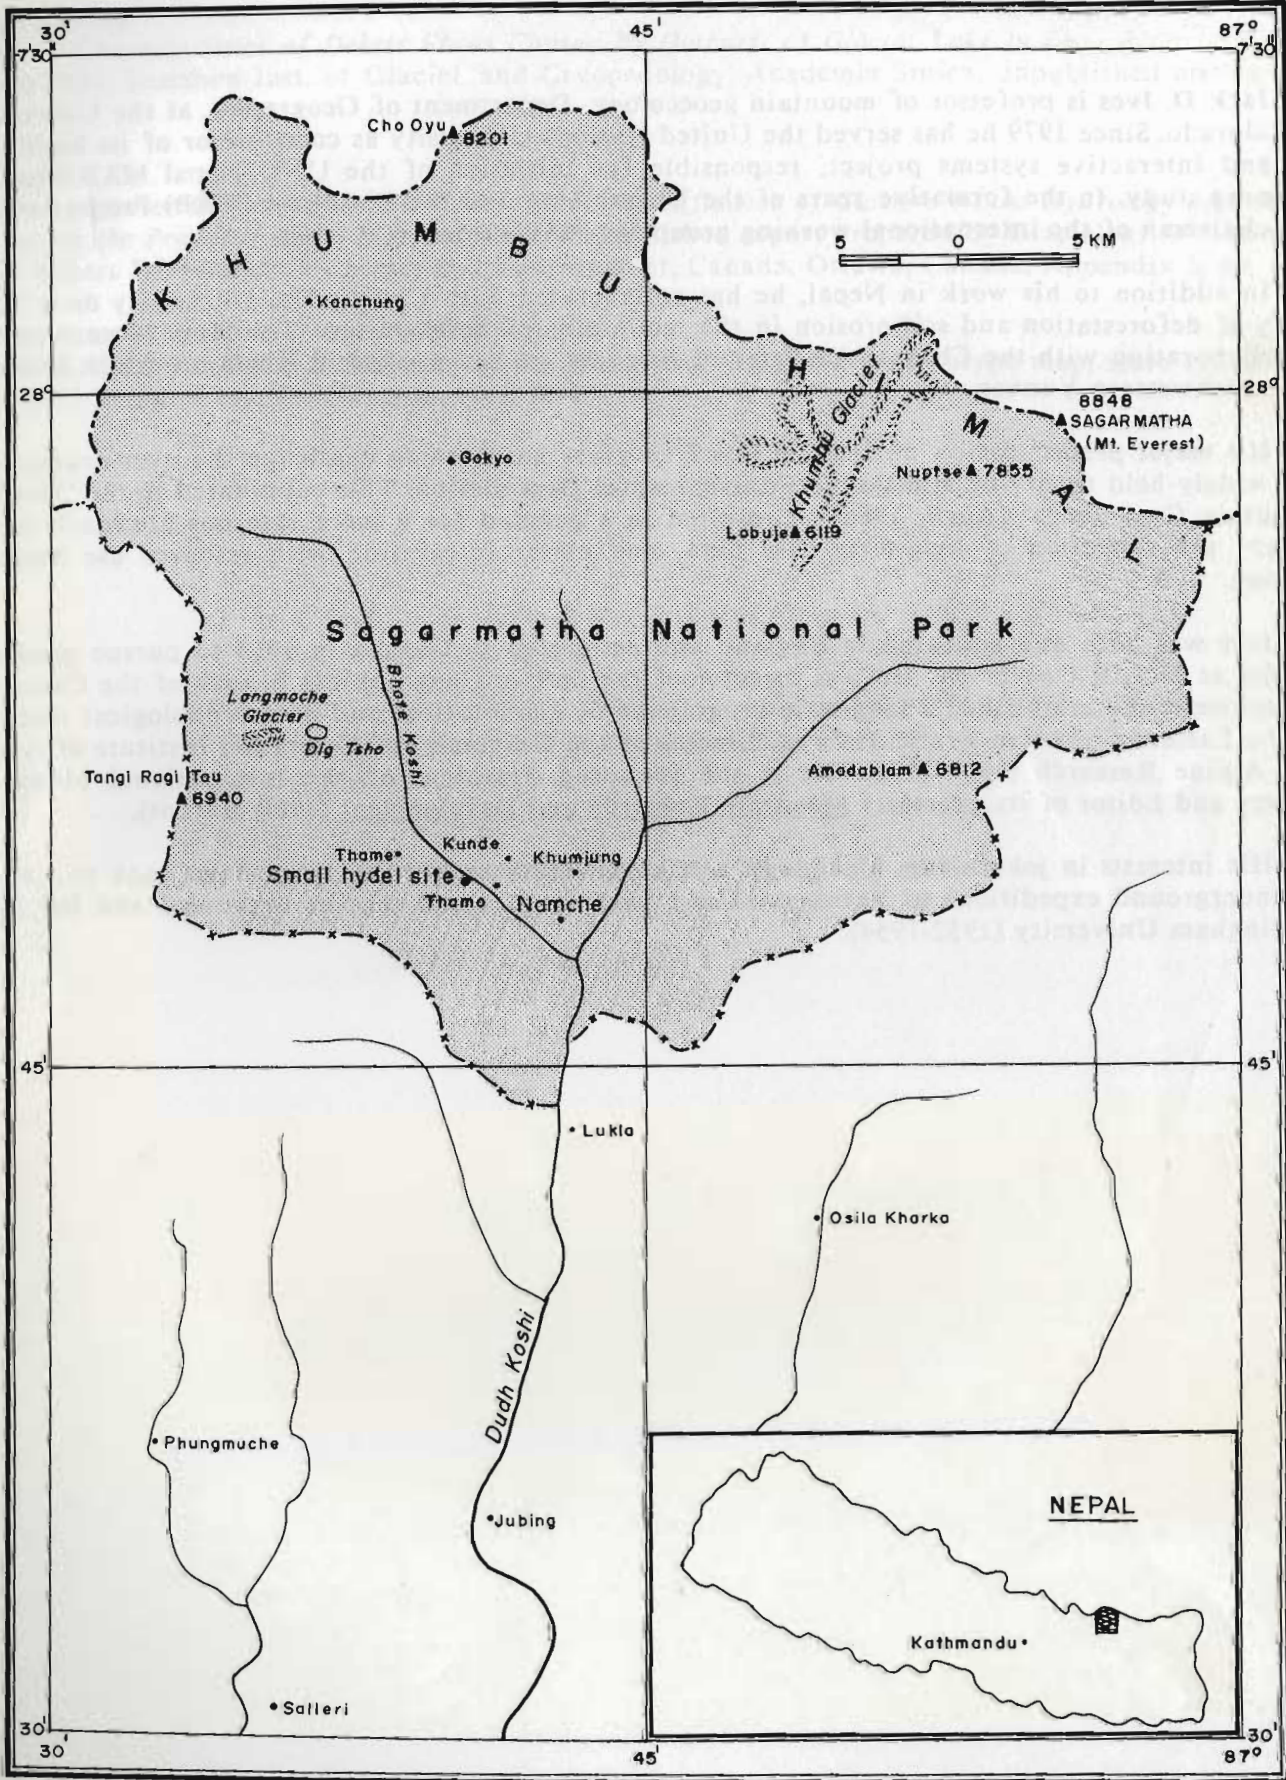 30'
45'
87°
7'30"
7'30"
Cho Oyu
8201
K H U M B U
5 0 5 KM
Kanchung
H I M A L
Khumbu Glacier
28°
28°
8848
SAGARMATHA
(Mt. Everest)
Gokyo
Nuptse 7855
Lobuje 6119
Sagarmatha National Park
Bhote Koshi
Langmoche
Glacier
Dig Tsho
Tangi Ragi Tau
6940
Amadablam 6812
Kunde
Thame
Khumjung
Small hydel site
Thamo
Namche
45'
45'
Lukla
Osila Kharka
Dudh Koshi
Phungmuche
Jubing
NEPAL
Kathmandu
Salleri
30'
30'
30'
45'
87°